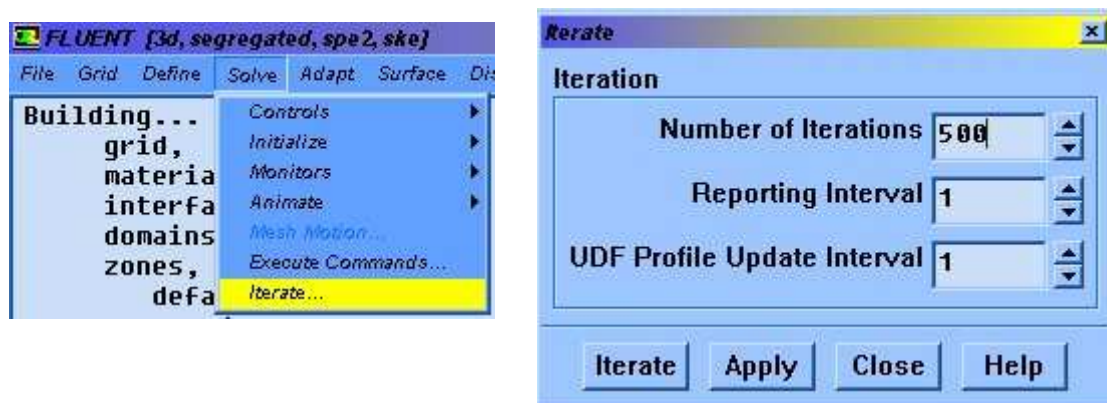 FLUENT [3d, segregated, spe2, ske]
File Grid Define Solve Adapt Surface Dis
Building...
grid,
materia
interfa
domains
zones,
defa
Controls
Initialize
Monitors
Animate
Mesh Motion...
Execute Commands...
Iterate...
Iterate
Iteration
Number of Iterations 500
Reporting Interval 1
UDF Profile Update Interval 1
Iterate Apply Close Help